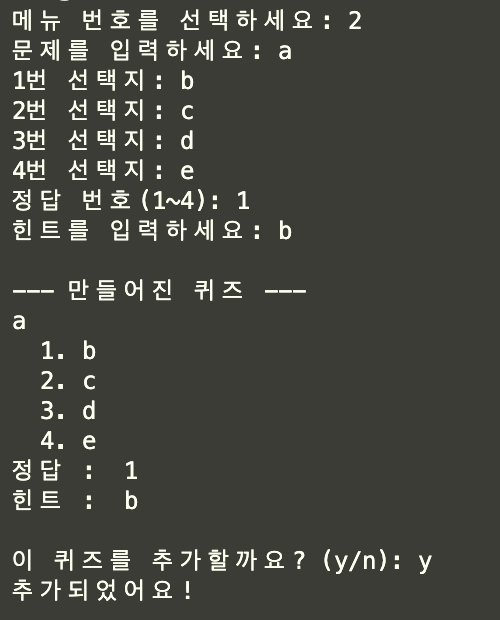 메뉴 번호를 선택하세요: 2
문제를 입력하세요: a
1번 선택지: b
2번 선택지: c
3번 선택지: d
4번 선택지: e
정답 번호(1~4): 1
힌트를 입력하세요: b
--- 만들어진 퀴즈 ---
a
1. b
2. c
3. d
4. e
정답 : 1
힌트 : b
이 퀴즈를 추가할까요? (y/n): y
추가되었어요!